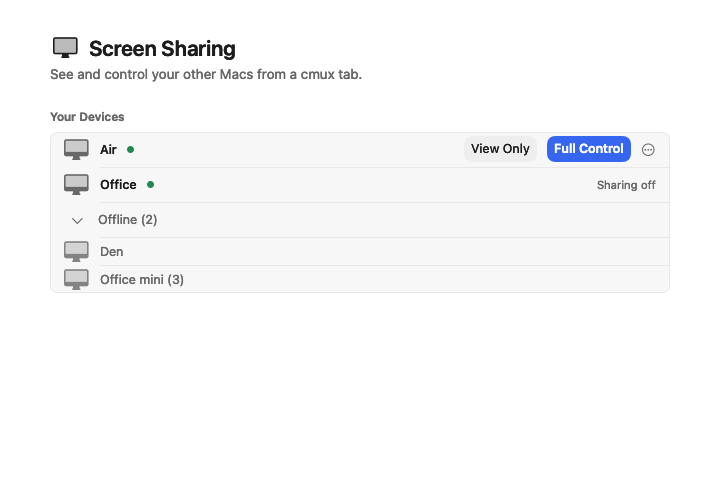 Screen Sharing
See and control your other Macs from a cmux tab.
Your Devices
Air View Only Full Control
Office Sharing off
Offline (2)
Den
Office mini (3)